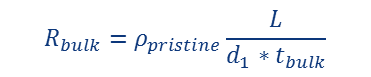 R_bulk = ρ_pristine L / (d_1 * t_bulk)